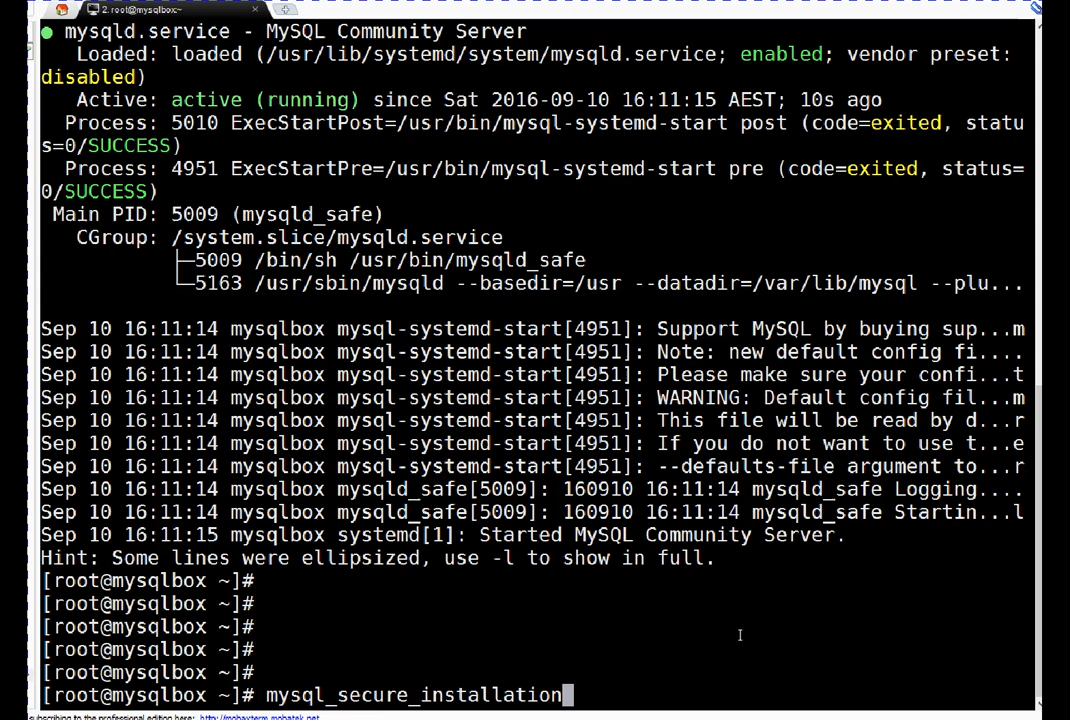 2. root@mysqlbox:~
● mysqld.service - MySQL Community Server
Loaded: loaded (/usr/lib/systemd/system/mysqld.service; enabled; vendor preset:
disabled)
Active: active (running) since Sat 2016-09-10 16:11:15 AEST; 10s ago
Process: 5010 ExecStartPost=/usr/bin/mysql-systemd-start post (code=exited, statu
s=0/SUCCESS)
Process: 4951 ExecStartPre=/usr/bin/mysql-systemd-start pre (code=exited, status=
0/SUCCESS)
Main PID: 5009 (mysqld_safe)
CGroup: /system.slice/mysqld.service
├─5009 /bin/sh /usr/bin/mysqld_safe
└─5163 /usr/sbin/mysqld --basedir=/usr --datadir=/var/lib/mysql --plu...
Sep 10 16:11:14 mysqlbox mysql-systemd-start[4951]: Support MySQL by buying sup...m
Sep 10 16:11:14 mysqlbox mysql-systemd-start[4951]: Note: new default config fi....
Sep 10 16:11:14 mysqlbox mysql-systemd-start[4951]: Please make sure your confi...t
Sep 10 16:11:14 mysqlbox mysql-systemd-start[4951]: WARNING: Default config fil...m
Sep 10 16:11:14 mysqlbox mysql-systemd-start[4951]: This file will be read by d...r
Sep 10 16:11:14 mysqlbox mysql-systemd-start[4951]: If you do not want to use t...e
Sep 10 16:11:14 mysqlbox mysql-systemd-start[4951]: --defaults-file argument to...r
Sep 10 16:11:14 mysqlbox mysqld_safe[5009]: 160910 16:11:14 mysqld_safe Logging....
Sep 10 16:11:14 mysqlbox mysqld_safe[5009]: 160910 16:11:14 mysqld_safe Startin...l
Sep 10 16:11:15 mysqlbox systemd[1]: Started MySQL Community Server.
Hint: Some lines were ellipsized, use -l to show in full.
[root@mysqlbox ~]#
[root@mysqlbox ~]#
[root@mysqlbox ~]#
[root@mysqlbox ~]#
[root@mysqlbox ~]#
[root@mysqlbox ~]# mysql_secure_installation
subscribing to the professional edition here: http://mobaxterm.mobatek.net